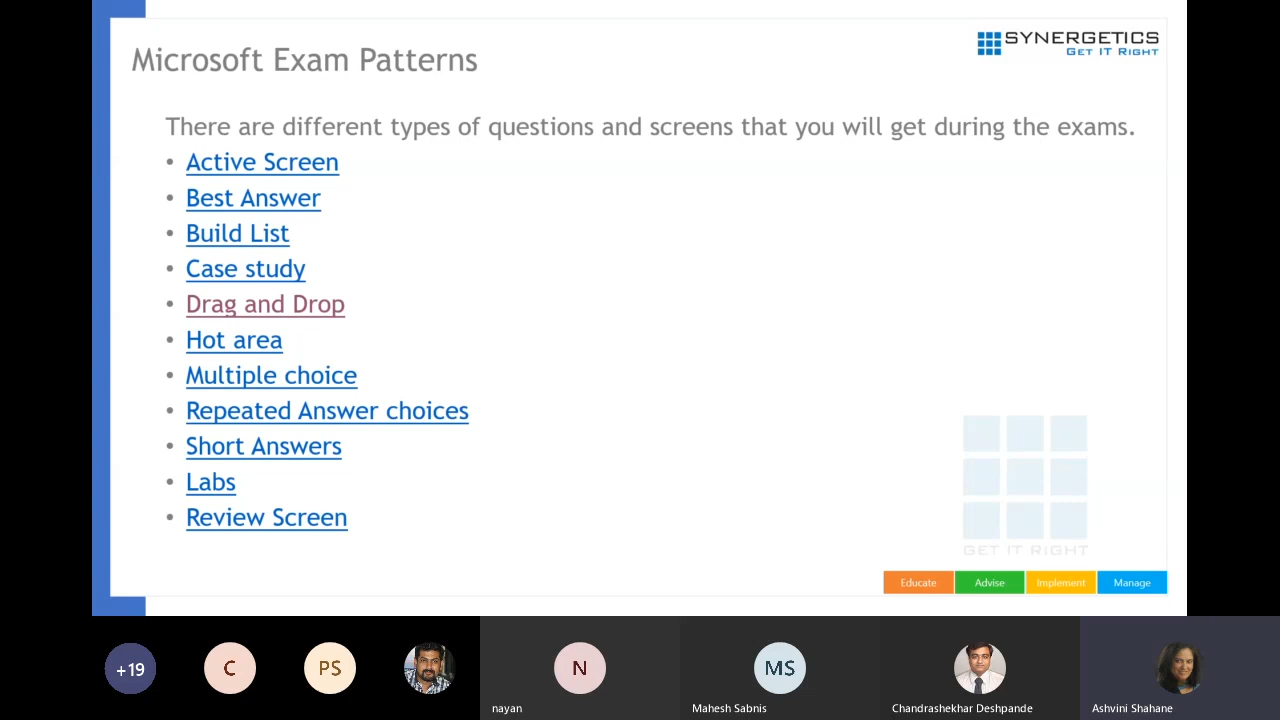 SYNERGETICS
GET IT RIGHT
Microsoft Exam Patterns
There are different types of questions and screens that you will get during the exams.
• Active Screen
• Best Answer
• Build List
• Case study
• Drag and Drop
• Hot area
• Multiple choice
• Repeated Answer choices
• Short Answers
• Labs
• Review Screen
GET IT RIGHT
Educate Advise Implement Manage
+19 C PS N MS
nayan Mahesh Sabnis Chandrashekhar Deshpande Ashvini Shahane